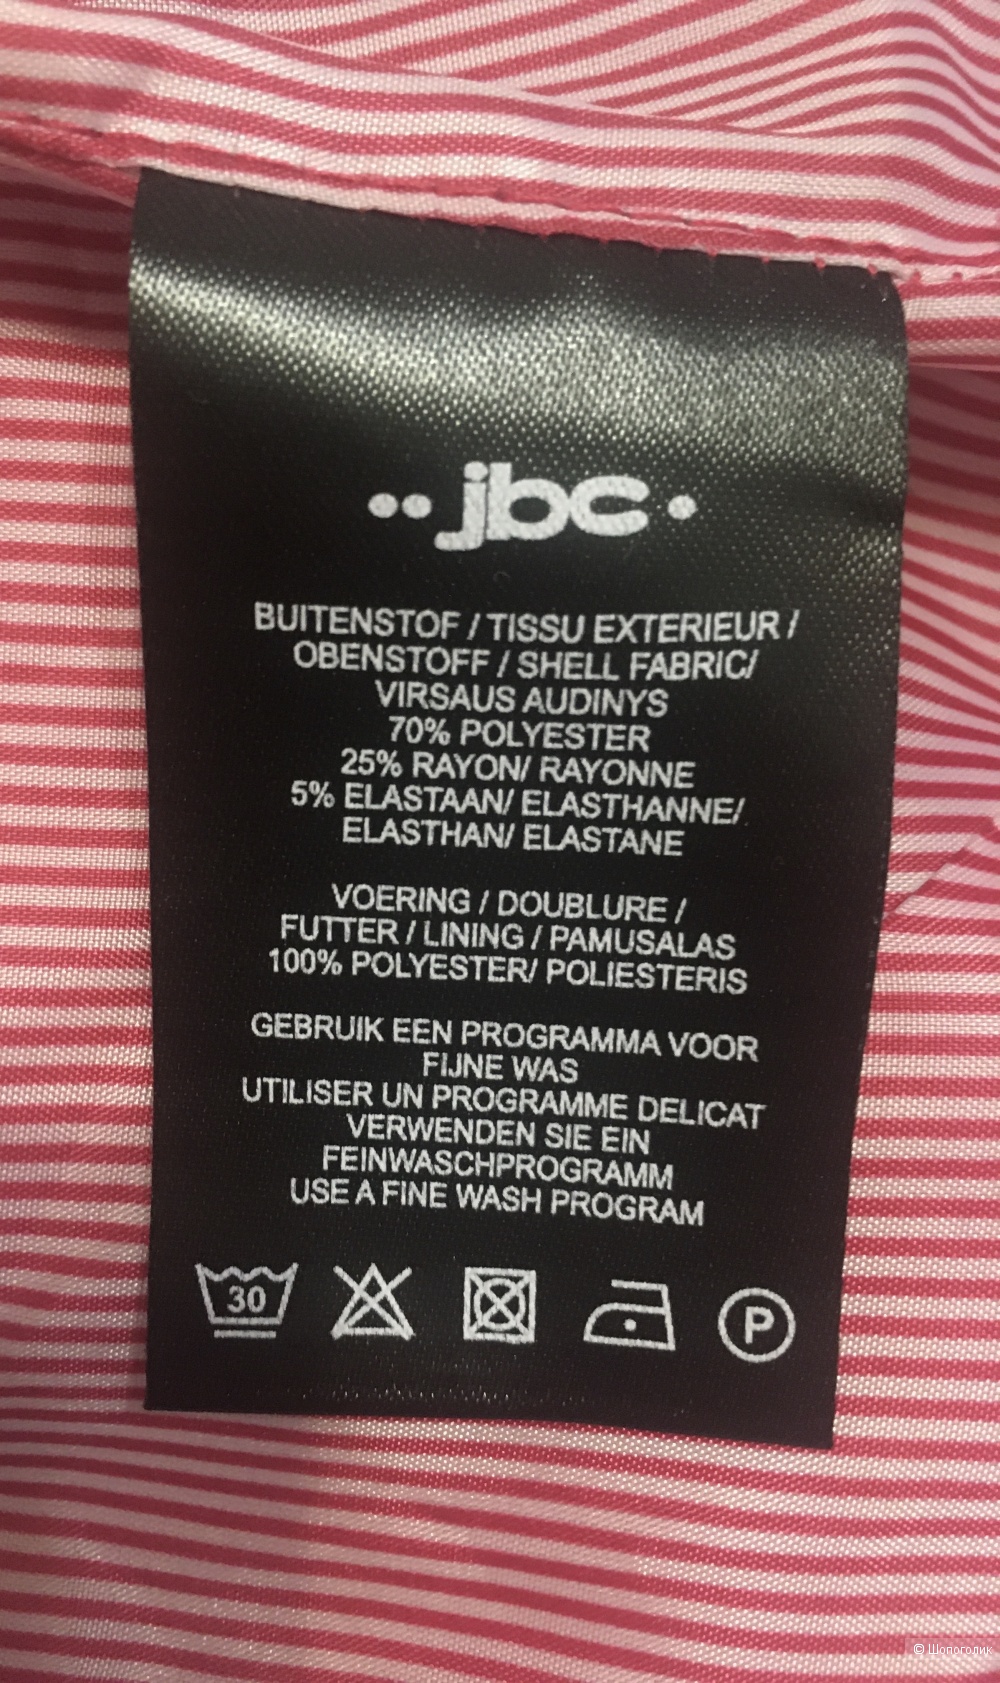 jbc
BUITENSTOF / TISSU EXTERIEUR /
OBENSTOFF / SHELL FABRIC/
VIRSAUS AUDINYS
70% POLYESTER
25% RAYON/ RAYONNE
5% ELASTAAN/ ELASTHANNE/
ELASTHAN/ ELASTANE
VOERING / DOUBLURE /
FUTTER / LINING / PAMUSALAS
100% POLYESTER/ POLIESTERIS
GEBRUIK EEN PROGRAMMA VOOR
FIJNE WAS
UTILISER UN PROGRAMME DELICAT
VERWENDEN SIE EIN
FEINWASCHPROGRAMM
USE A FINE WASH PROGRAM
30 P
© Шопоголик